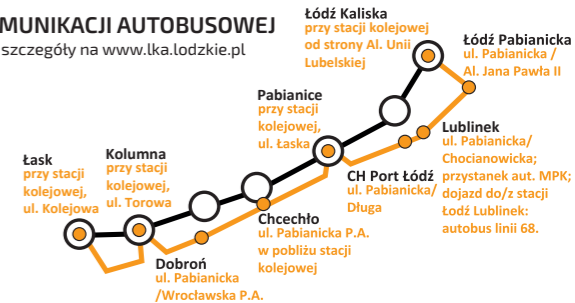 MUNIKACJI AUTOBUSOWEJ
szczegóły na www.lka.lodzkie.pl
Łódź Kaliska
przy stacji kolejowej
od strony Al. Unii
Lubelskiej
Łódź Pabianicka
ul. Pabianicka /
Al. Jana Pawła II
Pabianice
przy stacji
kolejowej,
ul. Łaska
Lublinek
ul. Pabianicka/
Chocianowicka;
przystanek aut. MPK;
dojazd do/z stacji
Łódź Lublinek:
autobus linii 68.
Łask
przy stacji
kolejowej,
ul. Kolejowa
Kolumna
przy stacji
kolejowej,
ul. Torowa
CH Port Łódź
ul. Pabianicka/
Długa
Chcechło
ul. Pabianicka P.A.
w pobliżu stacji
kolejowej
Dobroń
ul. Pabianicka
/Wrocławska P.A.